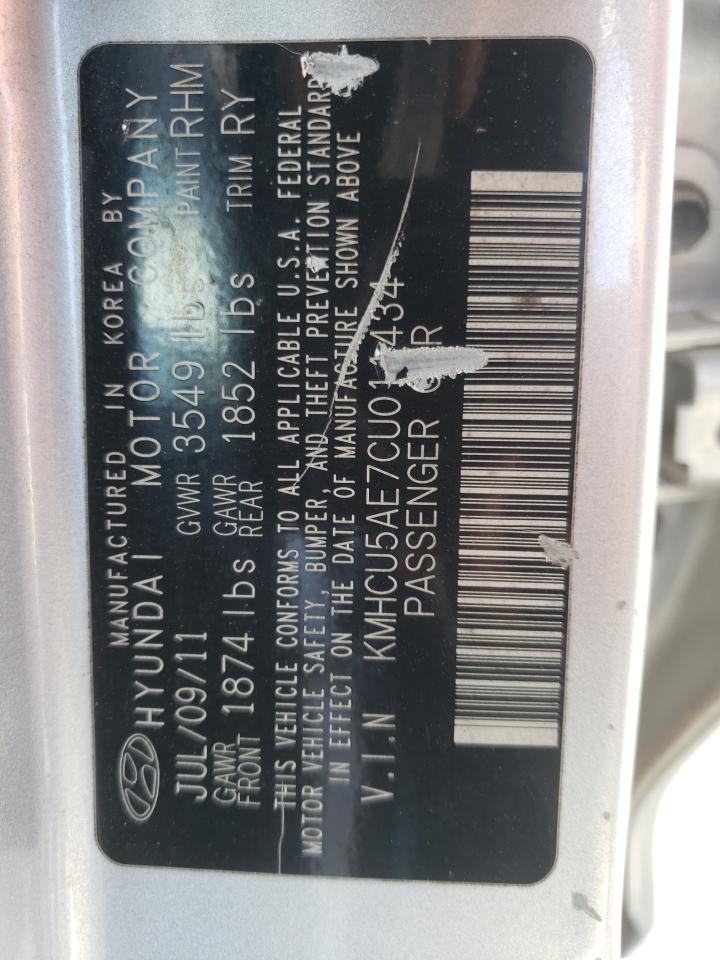 MANUFACTURED IN KOREA BY
HYUNDAI MOTOR COMPANY
JUL/09/11 GVWR 3549 lbs PAINT RHM
GAWR FRONT 1874 lbs GAWR REAR 1852 lbs TRIM RY
THIS VEHICLE CONFORMS TO ALL APPLICABLE U.S.A. FEDERAL
MOTOR VEHICLE SAFETY, BUMPER, AND THEFT PREVENTION STANDARD
IN EFFECT ON THE DATE OF MANUFACTURE SHOWN ABOVE
V.I.N
PASSENGER CAR